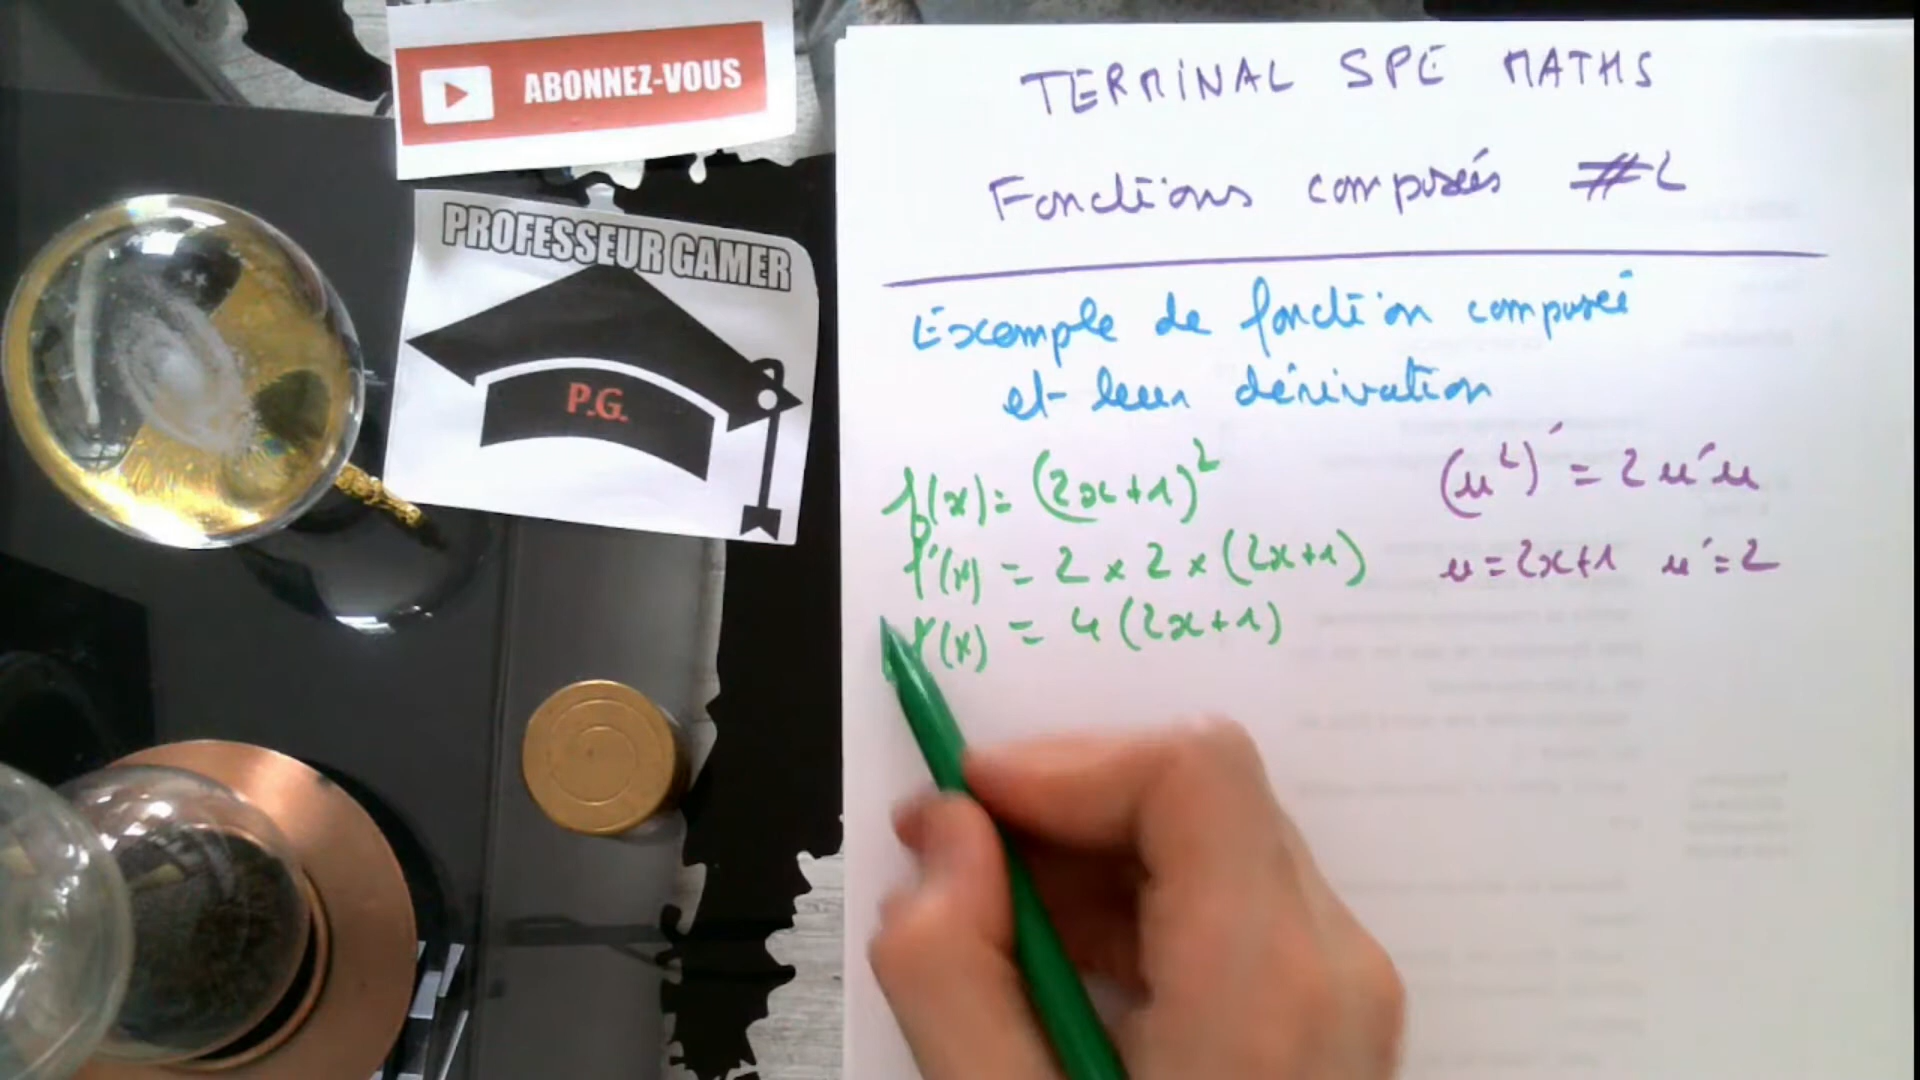 ABONNEZ-VOUS
PROFESSEUR GAMER
P.G.
TERMINAL SPE MATHS
Fonctions composés #2
Exemple de fonction composée
et leur dérivation
f(x) = (2x+1)²
(u²)' = 2u'u
f'(x) = 2 × 2 × (2x+1)
u = 2x+1 u' = 2
f'(x) = 4(2x+1)